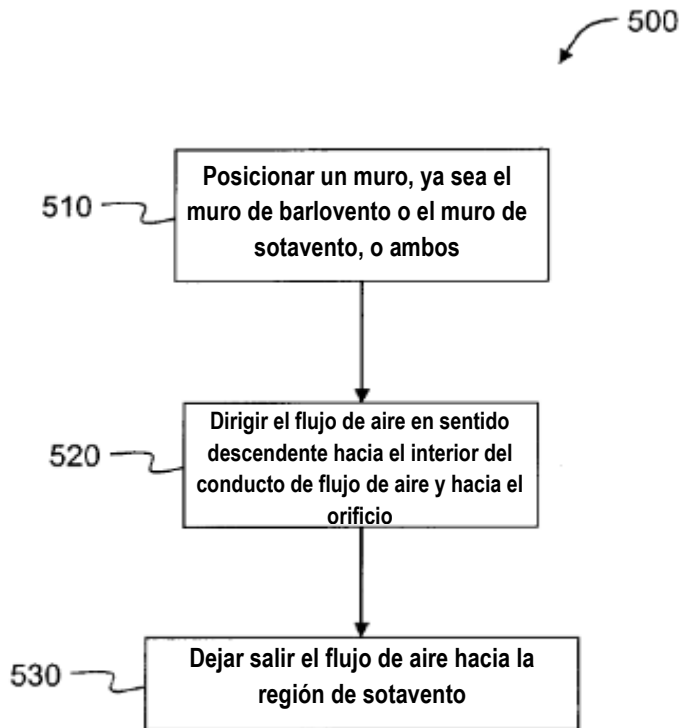 500
510
Posicionar un muro, ya sea el
muro de barlovento o el muro de
sotavento, o ambos
520
Dirigir el flujo de aire en sentido
descendente hacia el interior del
conducto de flujo de aire y hacia el
orificio
530
Dejar salir el flujo de aire hacia la
región de sotavento